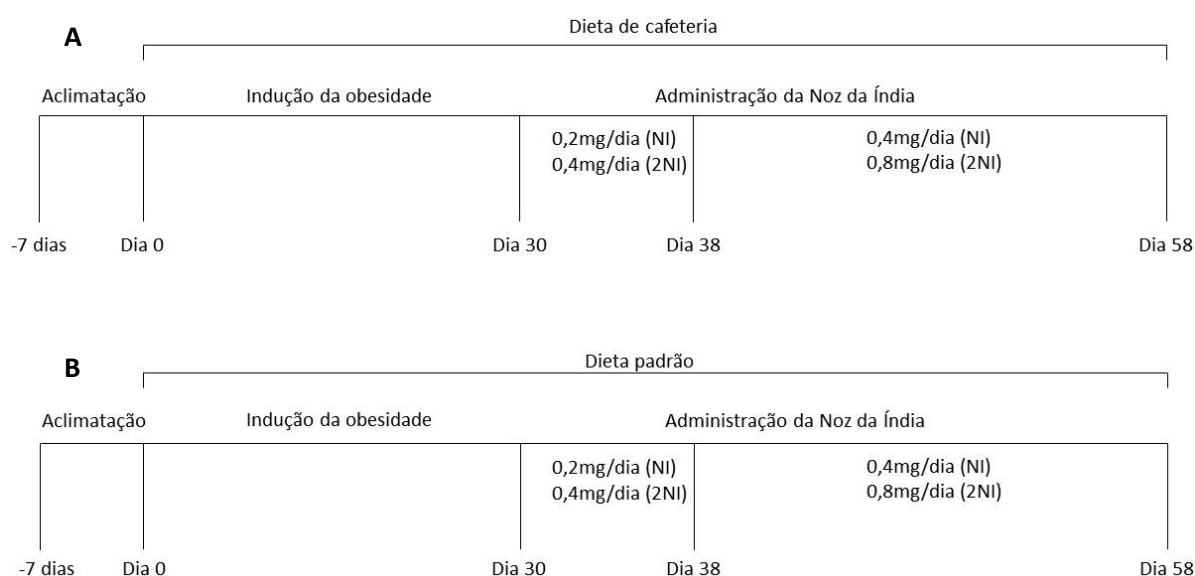 A
Dieta de cafeteria
Aclimatação Indução da obesidade Administração da Noz da Índia
0,2mg/dia (NI) 0,4mg/dia (NI)
0,4mg/dia (2NI) 0,8mg/dia (2NI)
-7 dias Dia 0 Dia 30 Dia 38 Dia 58
B
Dieta padrão
Aclimatação Indução da obesidade Administração da Noz da Índia
0,2mg/dia (NI) 0,4mg/dia (NI)
0,4mg/dia (2NI) 0,8mg/dia (2NI)
-7 dias Dia 0 Dia 30 Dia 38 Dia 58